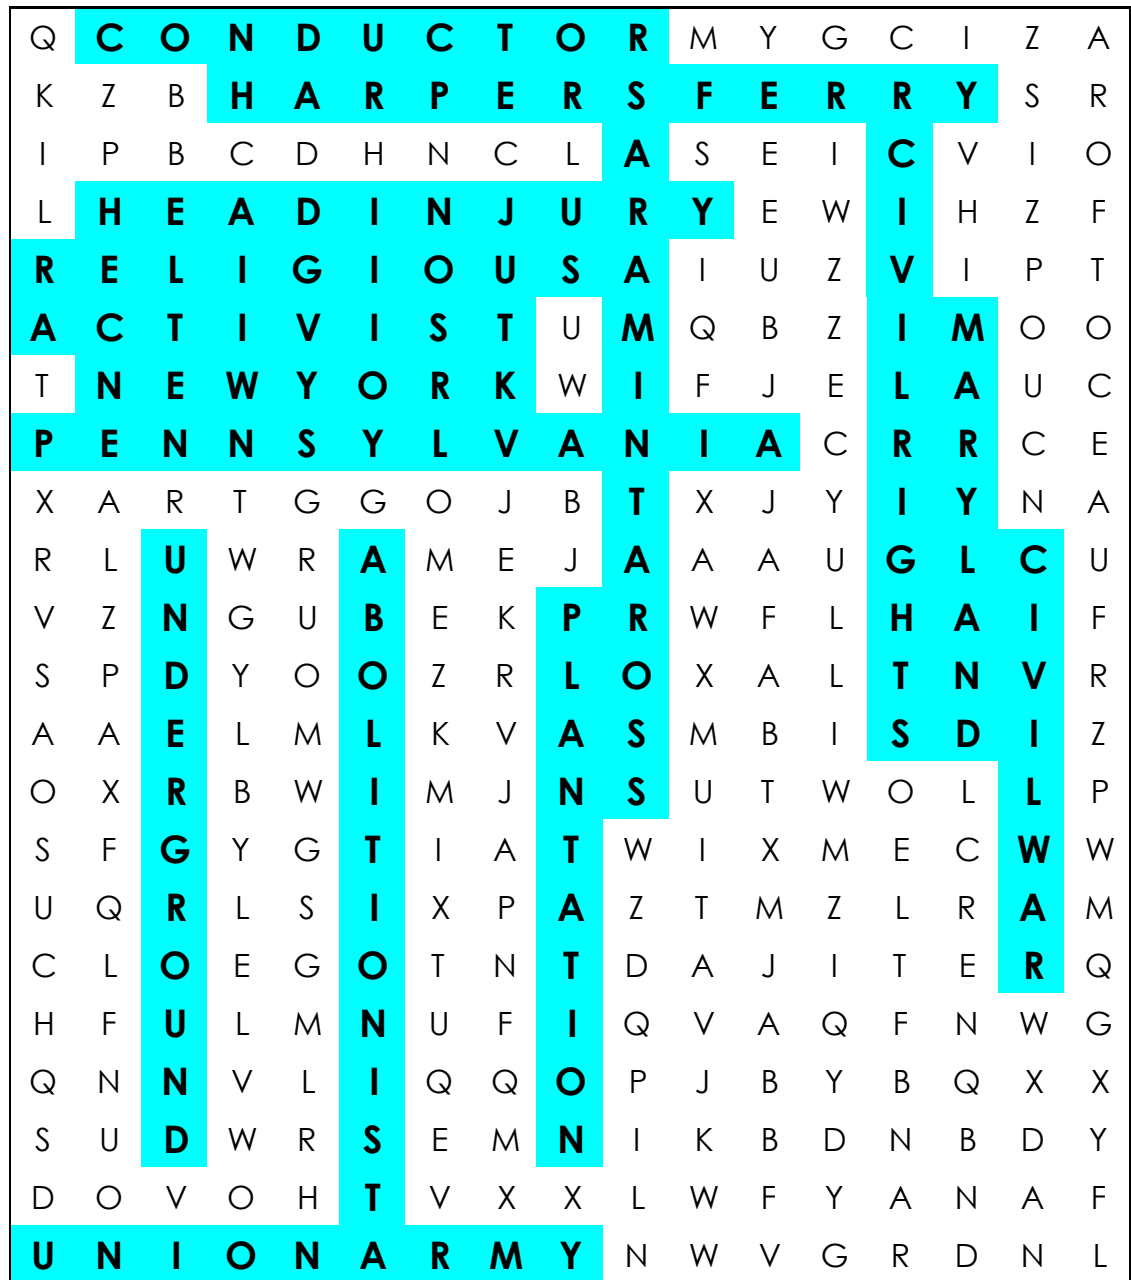 Q C O N D U C T O R M Y G C I Z A
K Z B H A R P E R S F E R R Y S R
I P B C D H N C L A S E I C V I O
L H E A D I N J U R Y E W I H Z F
R E L I G I O U S A I U Z V I P T
A C T I V I S T U M Q B Z I M O O
T N E W Y O R K W I F J E L A U C
P E N N S Y L V A N I A C R R C E
X A R T G G O J B T X J Y I Y N A
R L U W R A M E J A A A U G L C U
V Z N G U B E K P R W F L H A I F
S P D Y O O Z R L O X A L T N V R
A A E L M L K V A S M B I S D I Z
O X R B W I M J N S U T W O L L P
S F G Y G T I A T W I X M E C W W
U Q R L S I X P A Z T M Z L R A M
C L O E G O T N T D A J I T E R Q
H F U L M N U F I Q V A Q F N W G
Q N N V L I Q Q O P J B Y B Q X X
S U D W R S E M N I K B D N B D Y
D O V O H T V X X L W F Y A N A F
U N I O N A R M Y N W V G R D N L